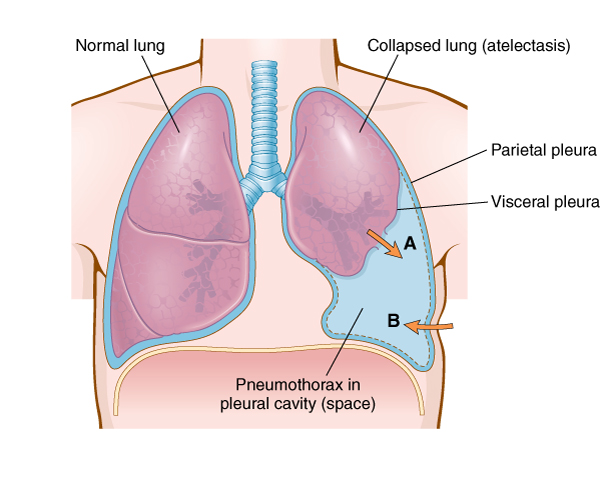 Normal lung
Collapsed lung (atelectasis)
Parietal pleura
Visceral pleura
A
B
Pneumothorax in
pleural cavity (space)